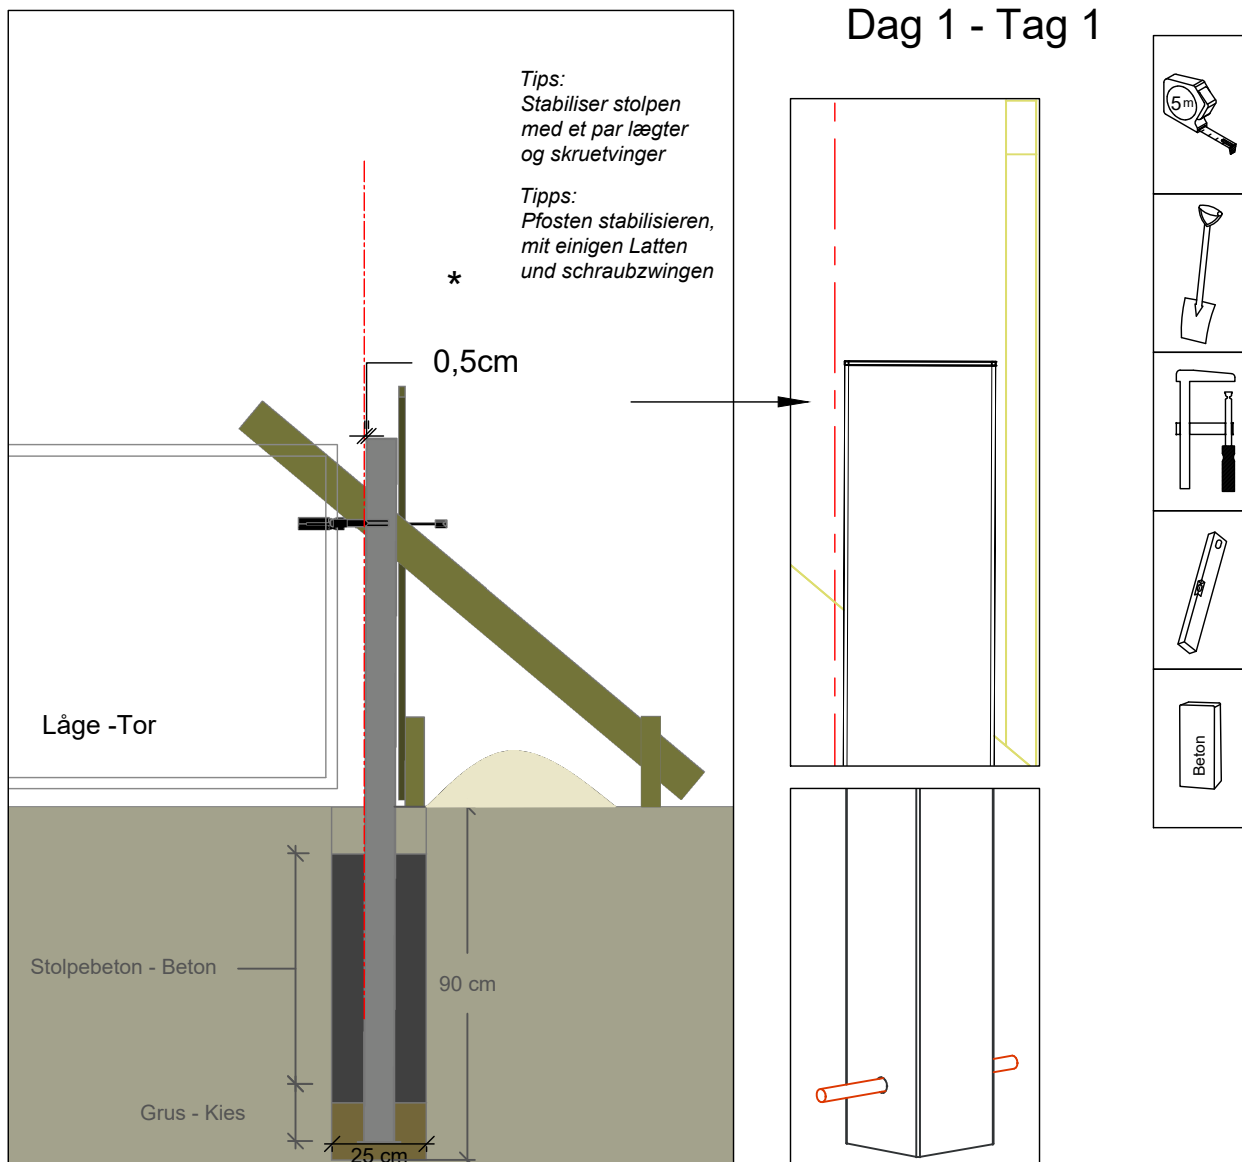 Dag 1 - Tag 1
Tips:
Stabiliser stolpen
med et par lægter
og skruetvinger
Tipps:
Pfosten stabilisieren,
mit einigen Latten
und schraubzwingen
*
0,5cm
Låge -Tor
Stolpebeton - Beton
90 cm
Grus - Kies
25 cm
5m
Beton